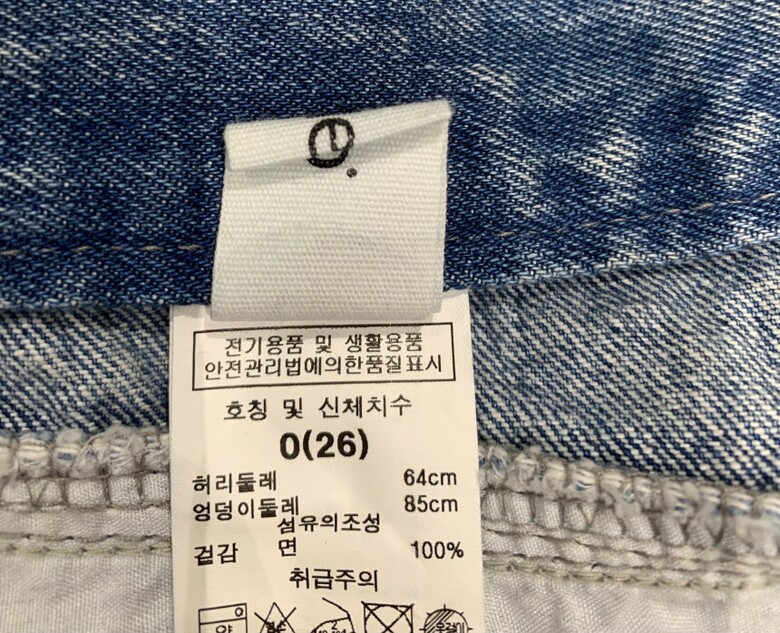 e.
전기용품 및 생활용품
안전관리법에의한품질표시
호칭 및 신체치수
0(26)
허리둘레 64cm
엉덩이둘레 85cm
섬유의조성
겉감 면 100%
취급주의
약